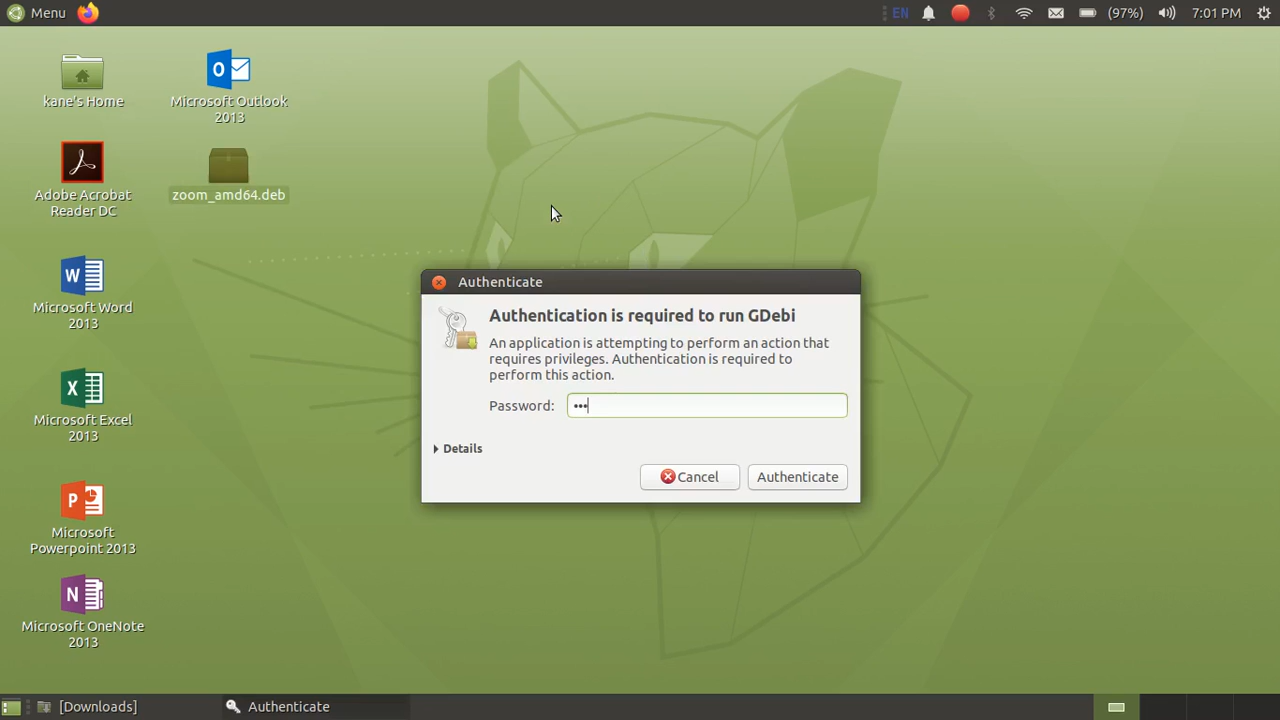 Menu
EN
(97%)
7:01 PM
kane's Home
Microsoft Outlook
2013
Adobe Acrobat
Reader DC
zoom_amd64.deb
Microsoft Word
2013
Microsoft Excel
2013
Microsoft
Powerpoint 2013
Microsoft OneNote
2013
Authenticate
Authentication is required to run GDebi
An application is attempting to perform an action that
requires privileges. Authentication is required to
perform this action.
Password: •••
Details
Cancel
Authenticate
[Downloads]
Authenticate